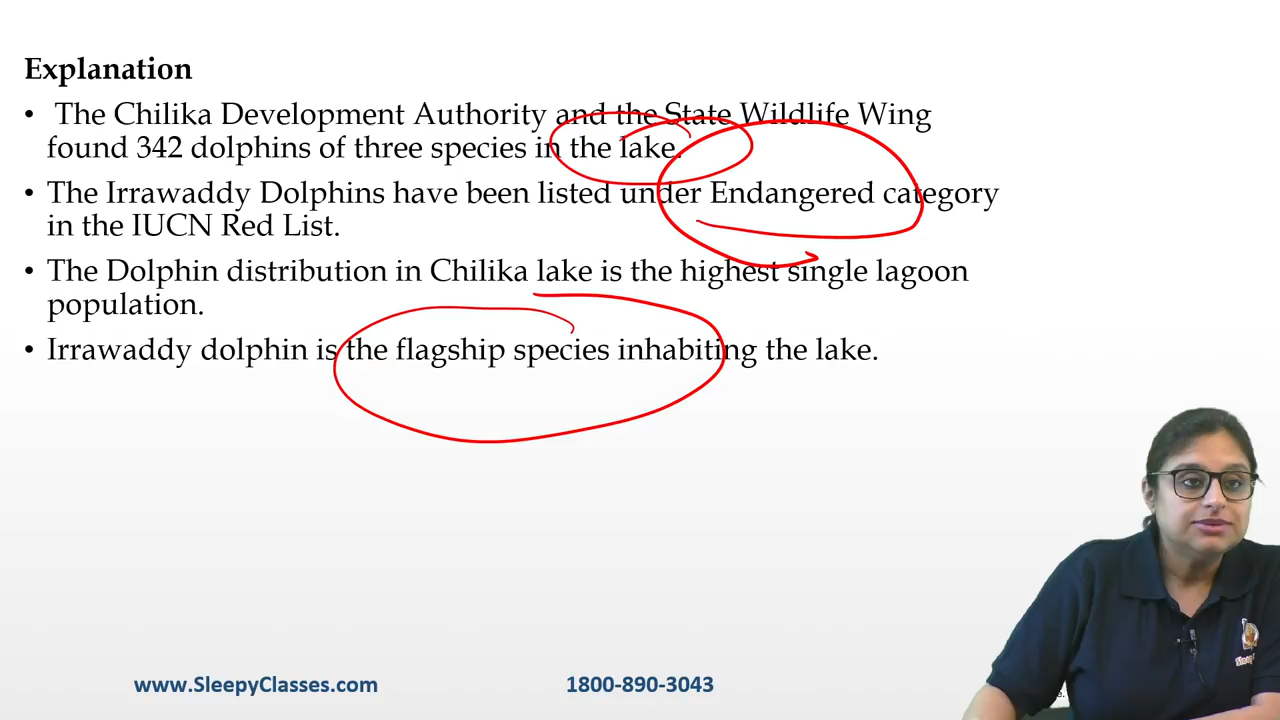 Explanation
• The Chilika Development Authority and the State Wildlife Wing
found 342 dolphins of three species in the lake.
• The Irrawaddy Dolphins have been listed under Endangered category
in the IUCN Red List.
• The Dolphin distribution in Chilika lake is the highest single lagoon
population.
• Irrawaddy dolphin is the flagship species inhabiting the lake.
www.SleepyClasses.com
1800-890-3043